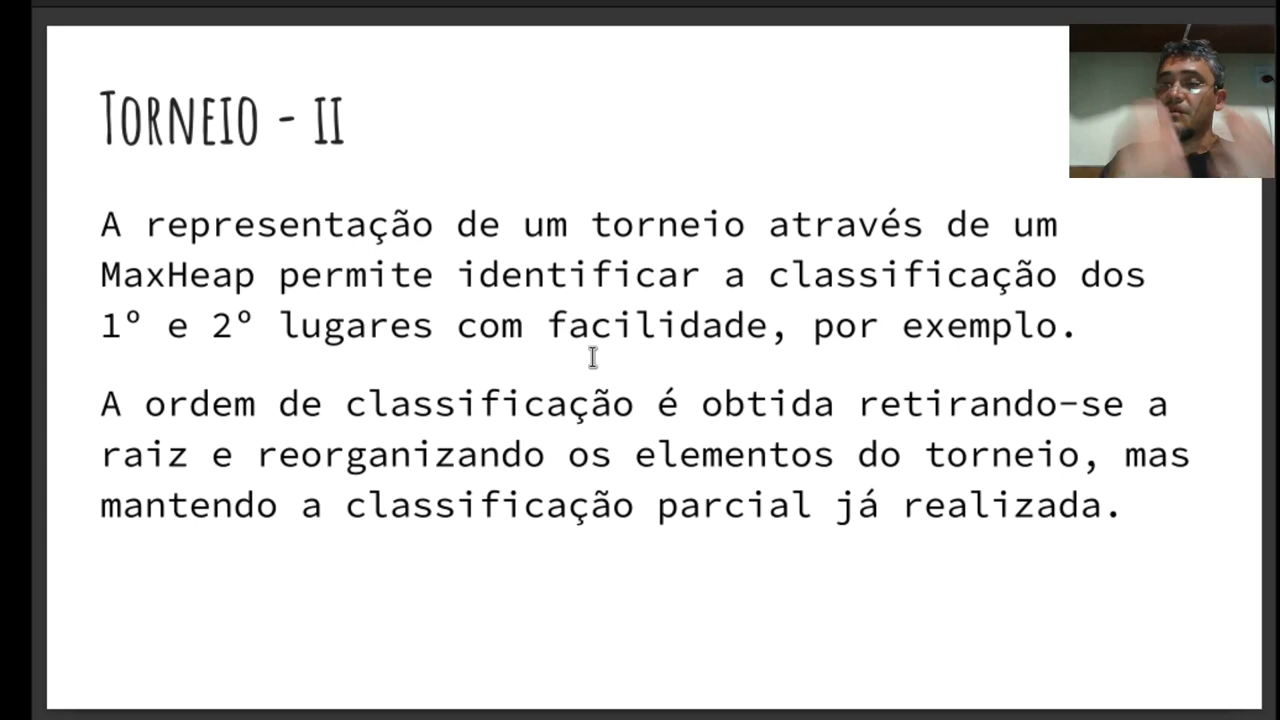 TORNEIO - II
A representação de um torneio através de um
MaxHeap permite identificar a classificação dos
1º e 2º lugares com facilidade, por exemplo.
A ordem de classificação é obtida retirando-se a
raiz e reorganizando os elementos do torneio, mas
mantendo a classificação parcial já realizada.